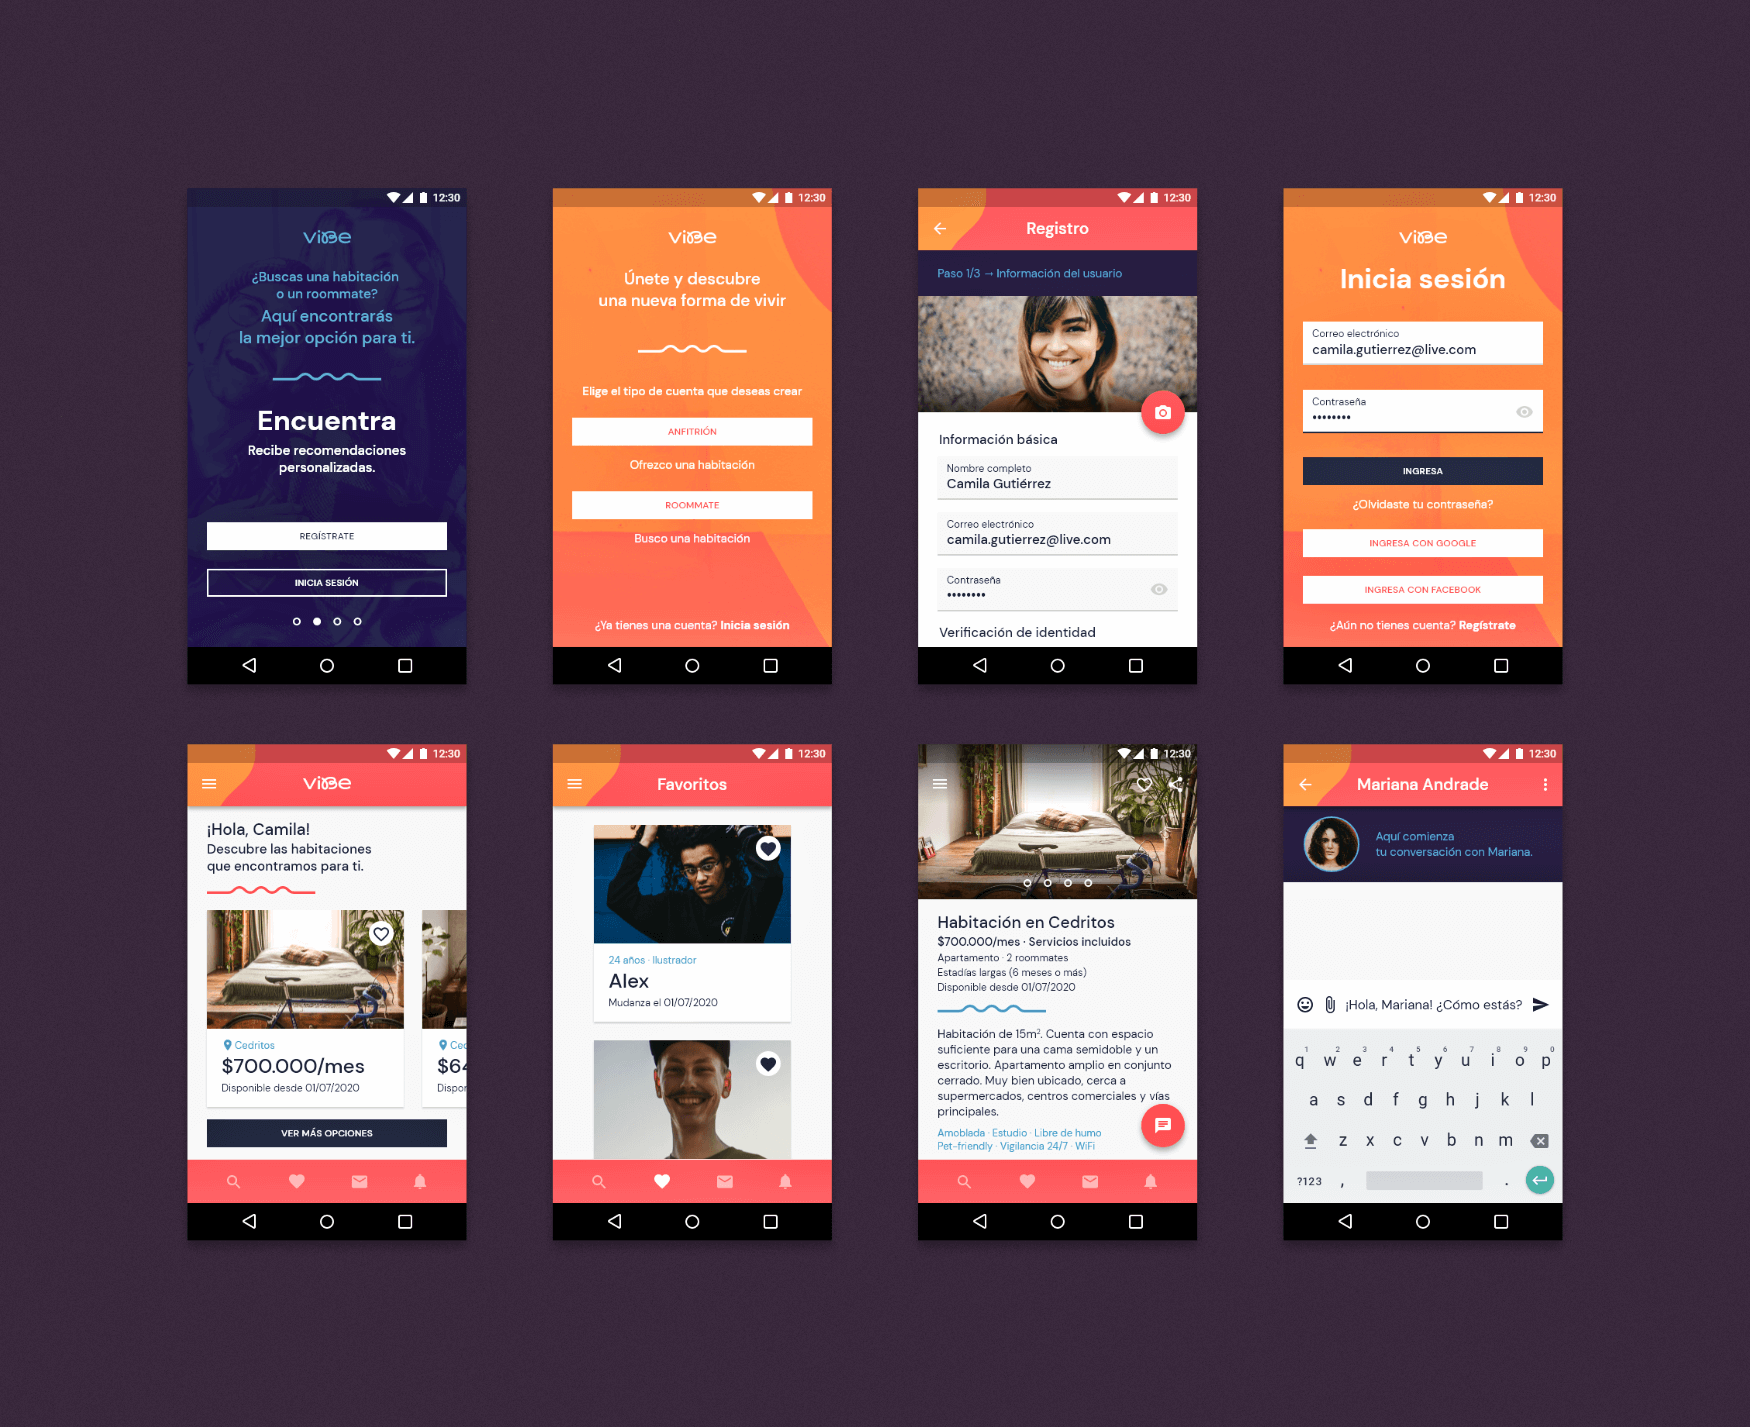 12:30
vibe
¿Buscas una habitación
o un roommate?
Aquí encontrarás
la mejor opción para ti.
Encuentra
Recibe recomendaciones
personalizadas.
REGÍSTRATE
INICIA SESIÓN
12:30
vibe
Únete y descubre
una nueva forma de vivir
Elige el tipo de cuenta que deseas crear
ANFITRIÓN
Ofrezco una habitación
ROOMMATE
Busco una habitación
¿Ya tienes una cuenta? Inicia sesión
12:30
Registro
Paso 1/3 → Información del usuario
Información básica
Nombre completo
Camila Gutiérrez
Correo electrónico
camila.gutierrez@live.com
Contraseña
••••••••
Verificación de identidad
12:30
vibe
Inicia sesión
Correo electrónico
camila.gutierrez@live.com
Contraseña
••••••••
INGRESA
¿Olvidaste tu contraseña?
INGRESA CON GOOGLE
INGRESA CON FACEBOOK
¿Aún no tienes cuenta? Regístrate
12:30
vibe
¡Hola, Camila!
Descubre las habitaciones
que encontramos para ti.
Cedritos
$700.000/mes
Disponible desde 01/07/2020
Ced
$64
Dispon
VER MÁS OPCIONES
12:30
Favoritos
24 años · Ilustrador
Alex
Mudanza el 01/07/2020
12:30
Habitación en Cedritos
$700.000/mes · Servicios incluidos
Apartamento · 2 roommates
Estadías largas (6 meses o más)
Disponible desde 01/07/2020
Habitación de 15m². Cuenta con espacio
suficiente para una cama semidoble y un
escritorio. Apartamento amplio en conjunto
cerrado. Muy bien ubicado, cerca a
supermercados, centros comerciales y vías
principales.
Amoblada · Estudio · Libre de humo
Pet-friendly · Vigilancia 24/7 · WiFi
12:30
Mariana Andrade
Aquí comienza
tu conversación con Mariana.
¡Hola, Mariana! ¿Cómo estás?
1 2 3 4 5 6 7 8 9 0
q w e r t y u i o p
a s d f g h j k l
z x c v b n m
?123 , .